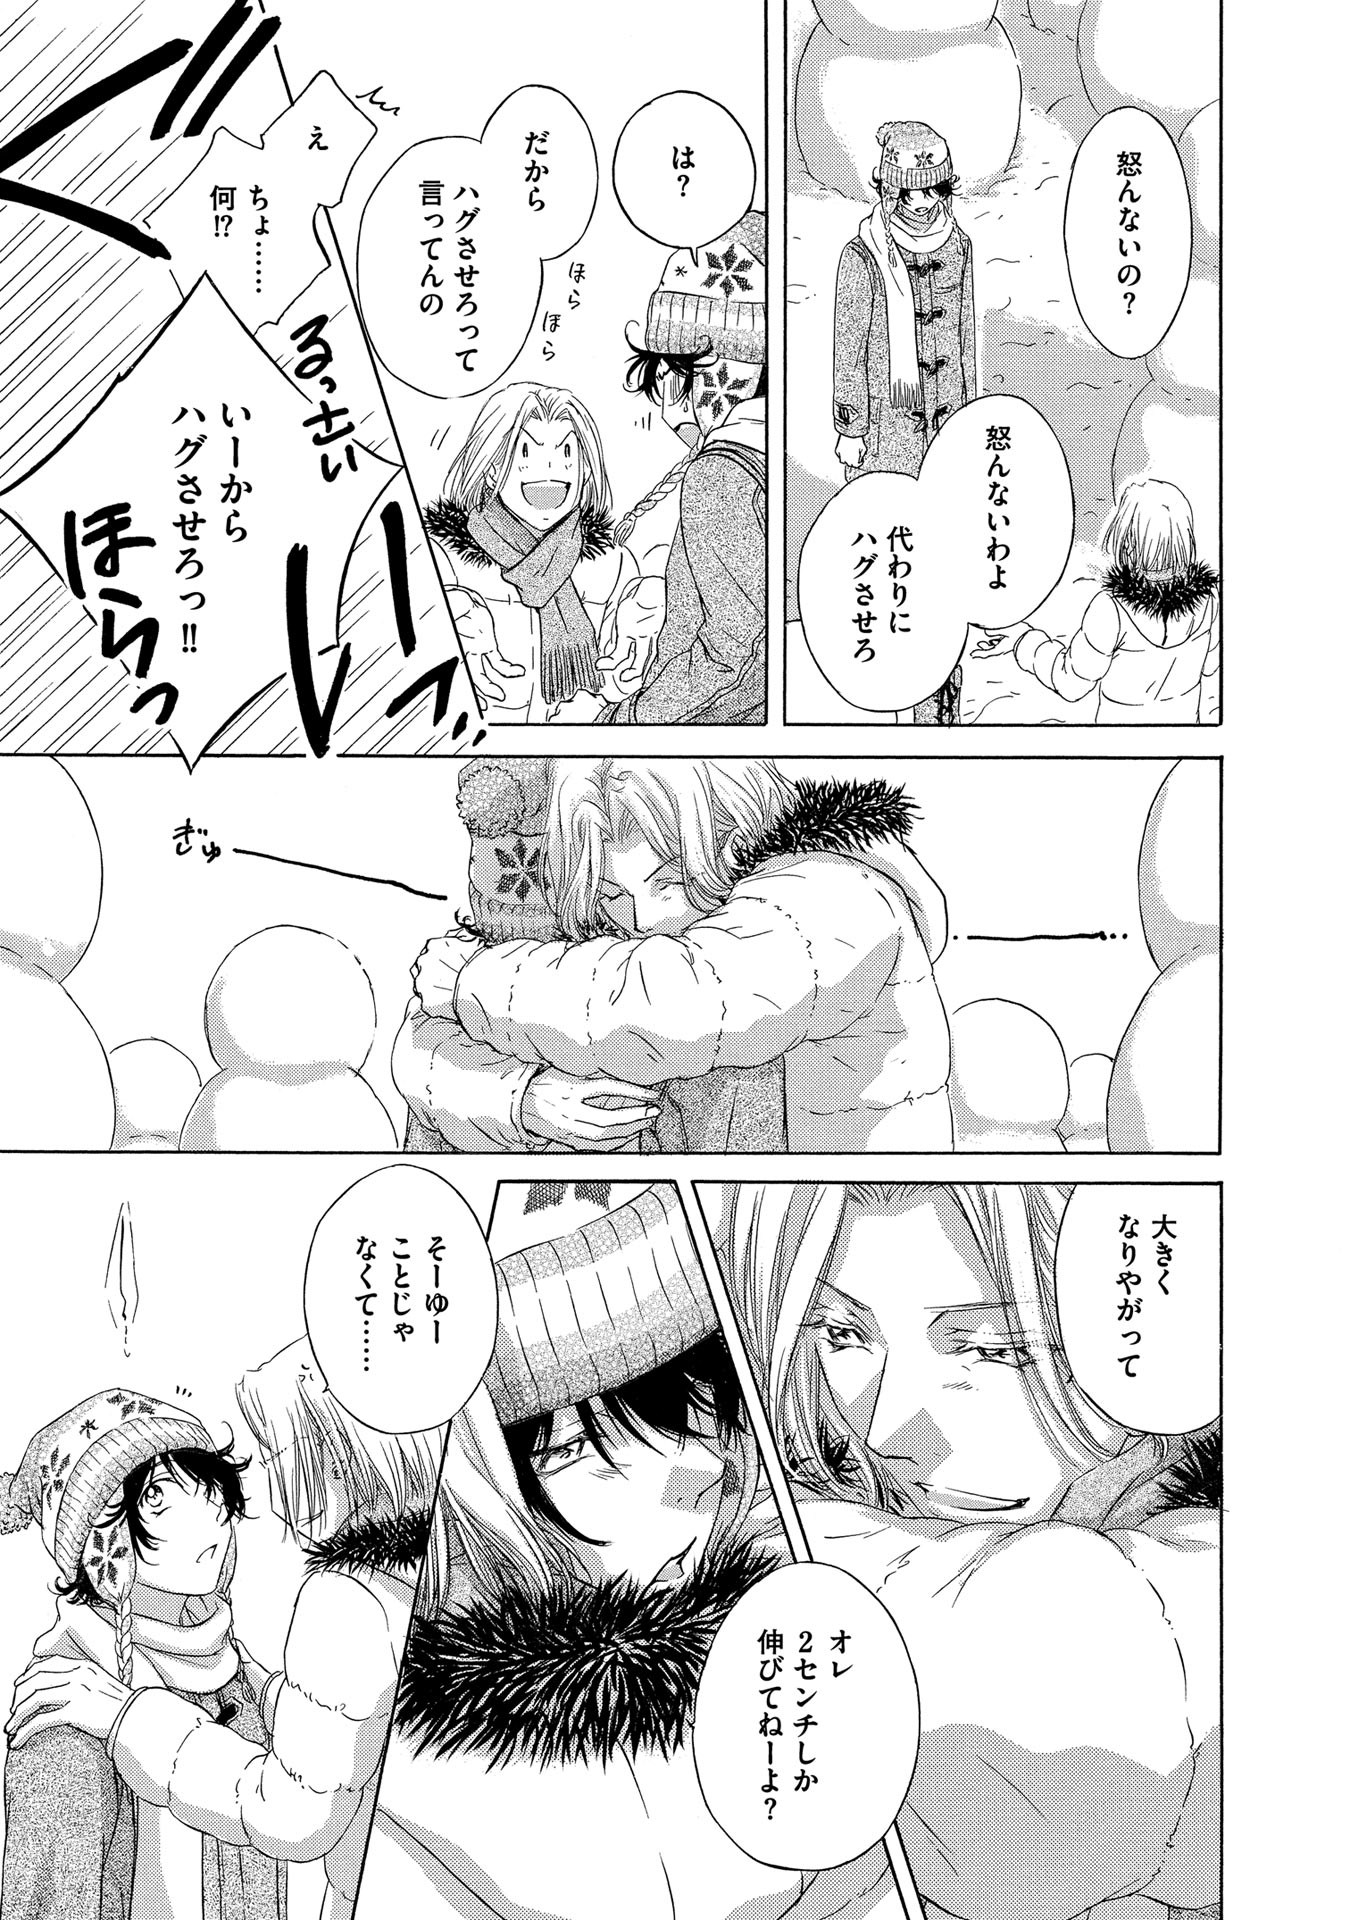 怒んないの?
怒んないわよ
代わりに
ハグさせろ
は?
だから
ハグさせろって
言ってんの
ほら
ほら
え
ちょ……
何!?
るっさい
いーから
ハグさせろっ!!
ほらっ
ぎゅ
大きく
なりやがって
オレ
2センチしか
伸びてねーよ?
そーゆー
ことじゃ
なくて……